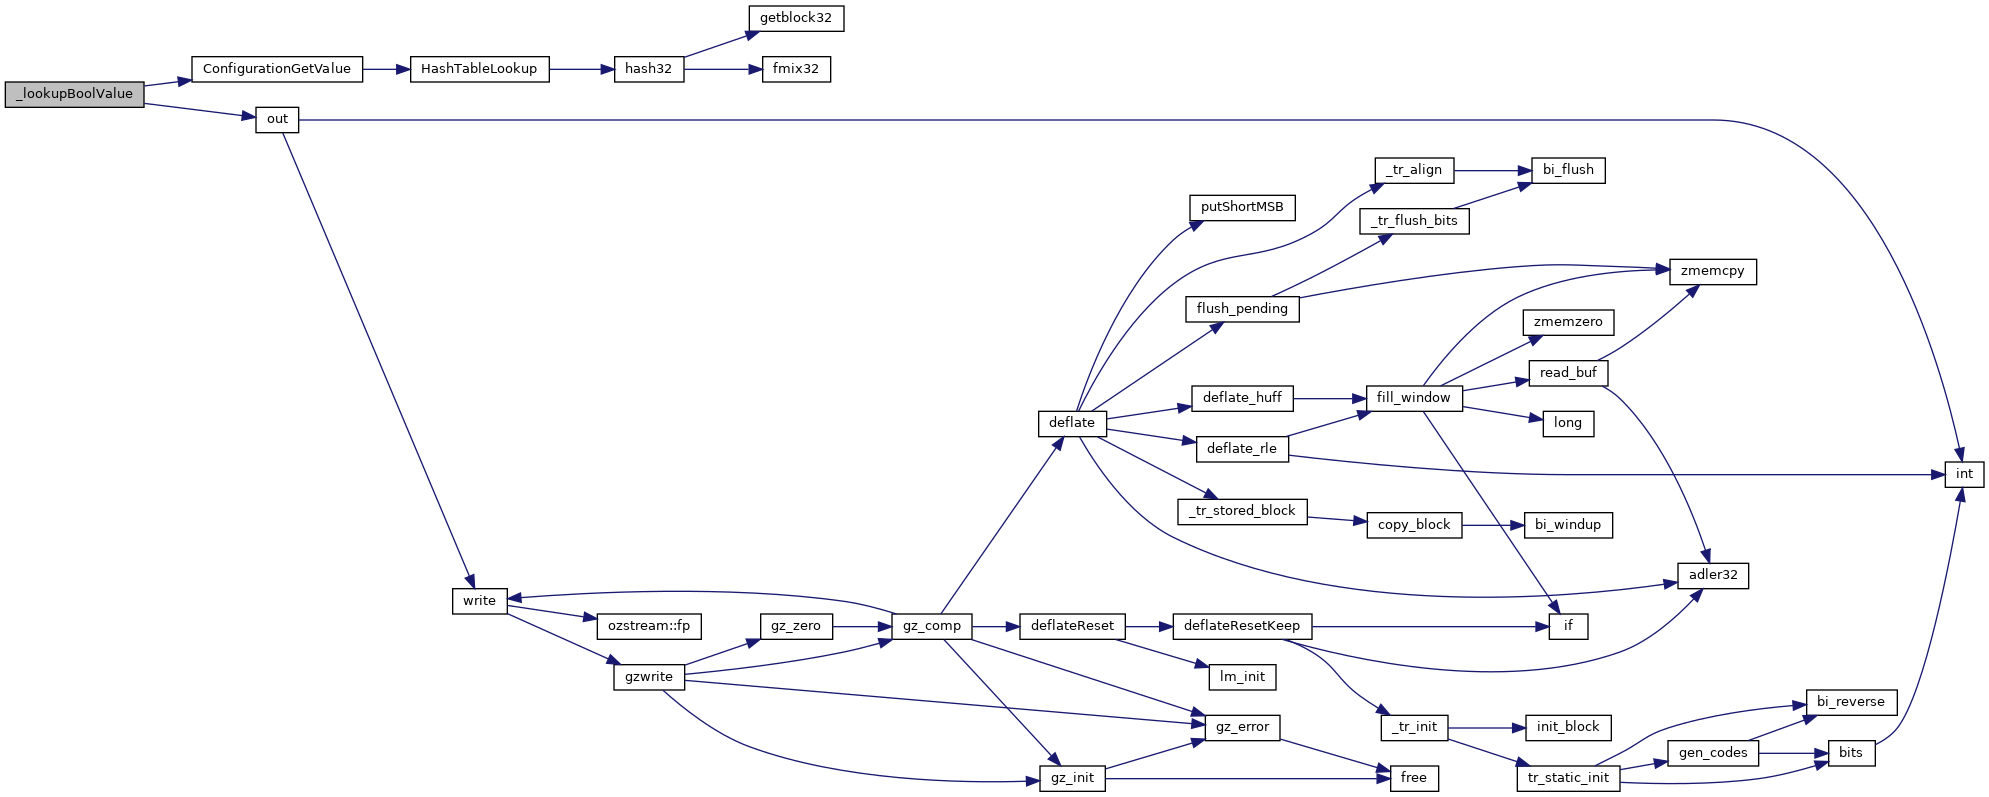 getblock32
ConfigurationGetValue
HashTableLookup
hash32
fmix32
_lookupBoolValue
out
_tr_align
bi_flush
putShortMSB
_tr_flush_bits
zmemcpy
flush_pending
zmemzero
read_buf
deflate_huff
fill_window
deflate
long
deflate_rle
int
_tr_stored_block
copy_block
bi_windup
adler32
write
ozstream::fp
gz_zero
gz_comp
deflateReset
deflateResetKeep
if
gzwrite
lm_init
bi_reverse
gz_error
_tr_init
init_block
gen_codes
bits
gz_init
free
tr_static_init